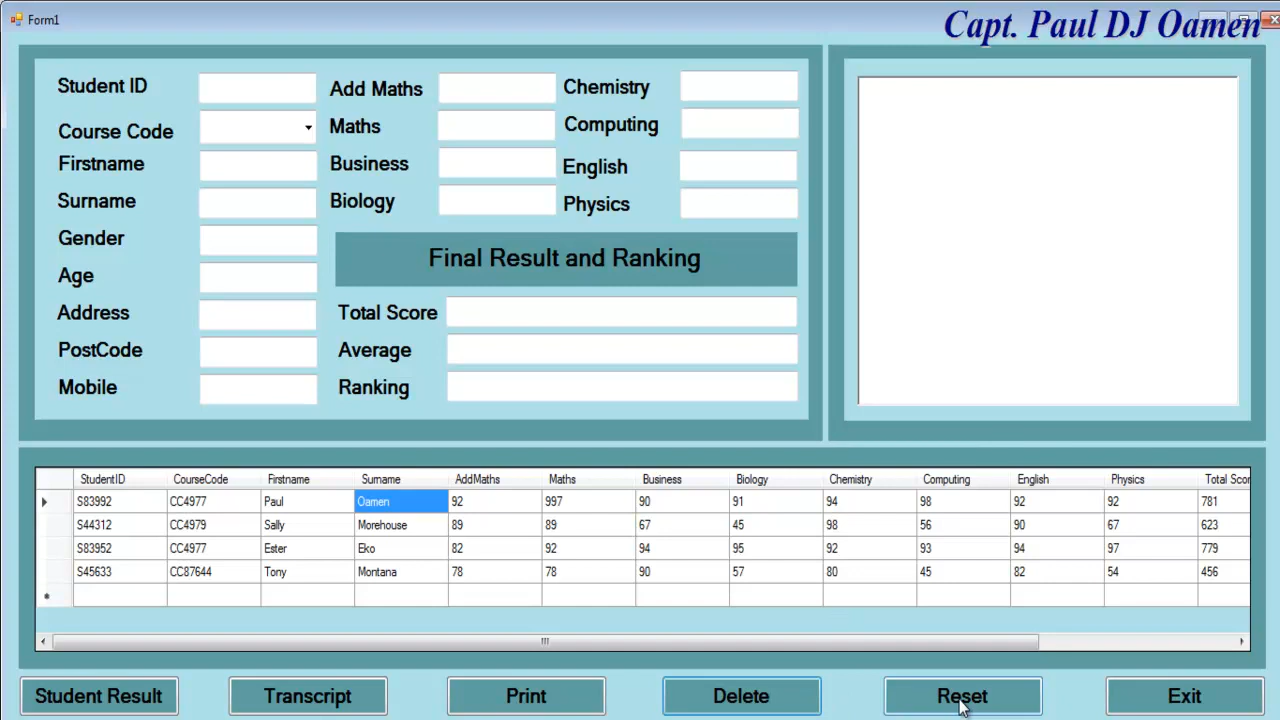 Form1
Capt. Paul DJ Oamen
Student ID
Course Code
Firstname
Surname
Gender
Age
Address
PostCode
Mobile
Add Maths
Maths
Business
Biology
Chemistry
Computing
English
Physics
Final Result and Ranking
Total Score
Average
Ranking
StudentID CourseCode Firstname Surname AddMaths Maths Business Biology Chemistry Computing English Physics Total Scor
S83992 CC4977 Paul Oamen 92 997 90 91 94 98 92 92 781
S44312 CC4979 Sally Morehouse 89 89 67 45 98 56 90 67 623
S83952 CC4977 Ester Eko 82 92 94 95 92 93 94 97 779
S45633 CC87644 Tony Montana 78 78 90 57 80 45 82 54 456
Student Result Transcript Print Delete Reset Exit